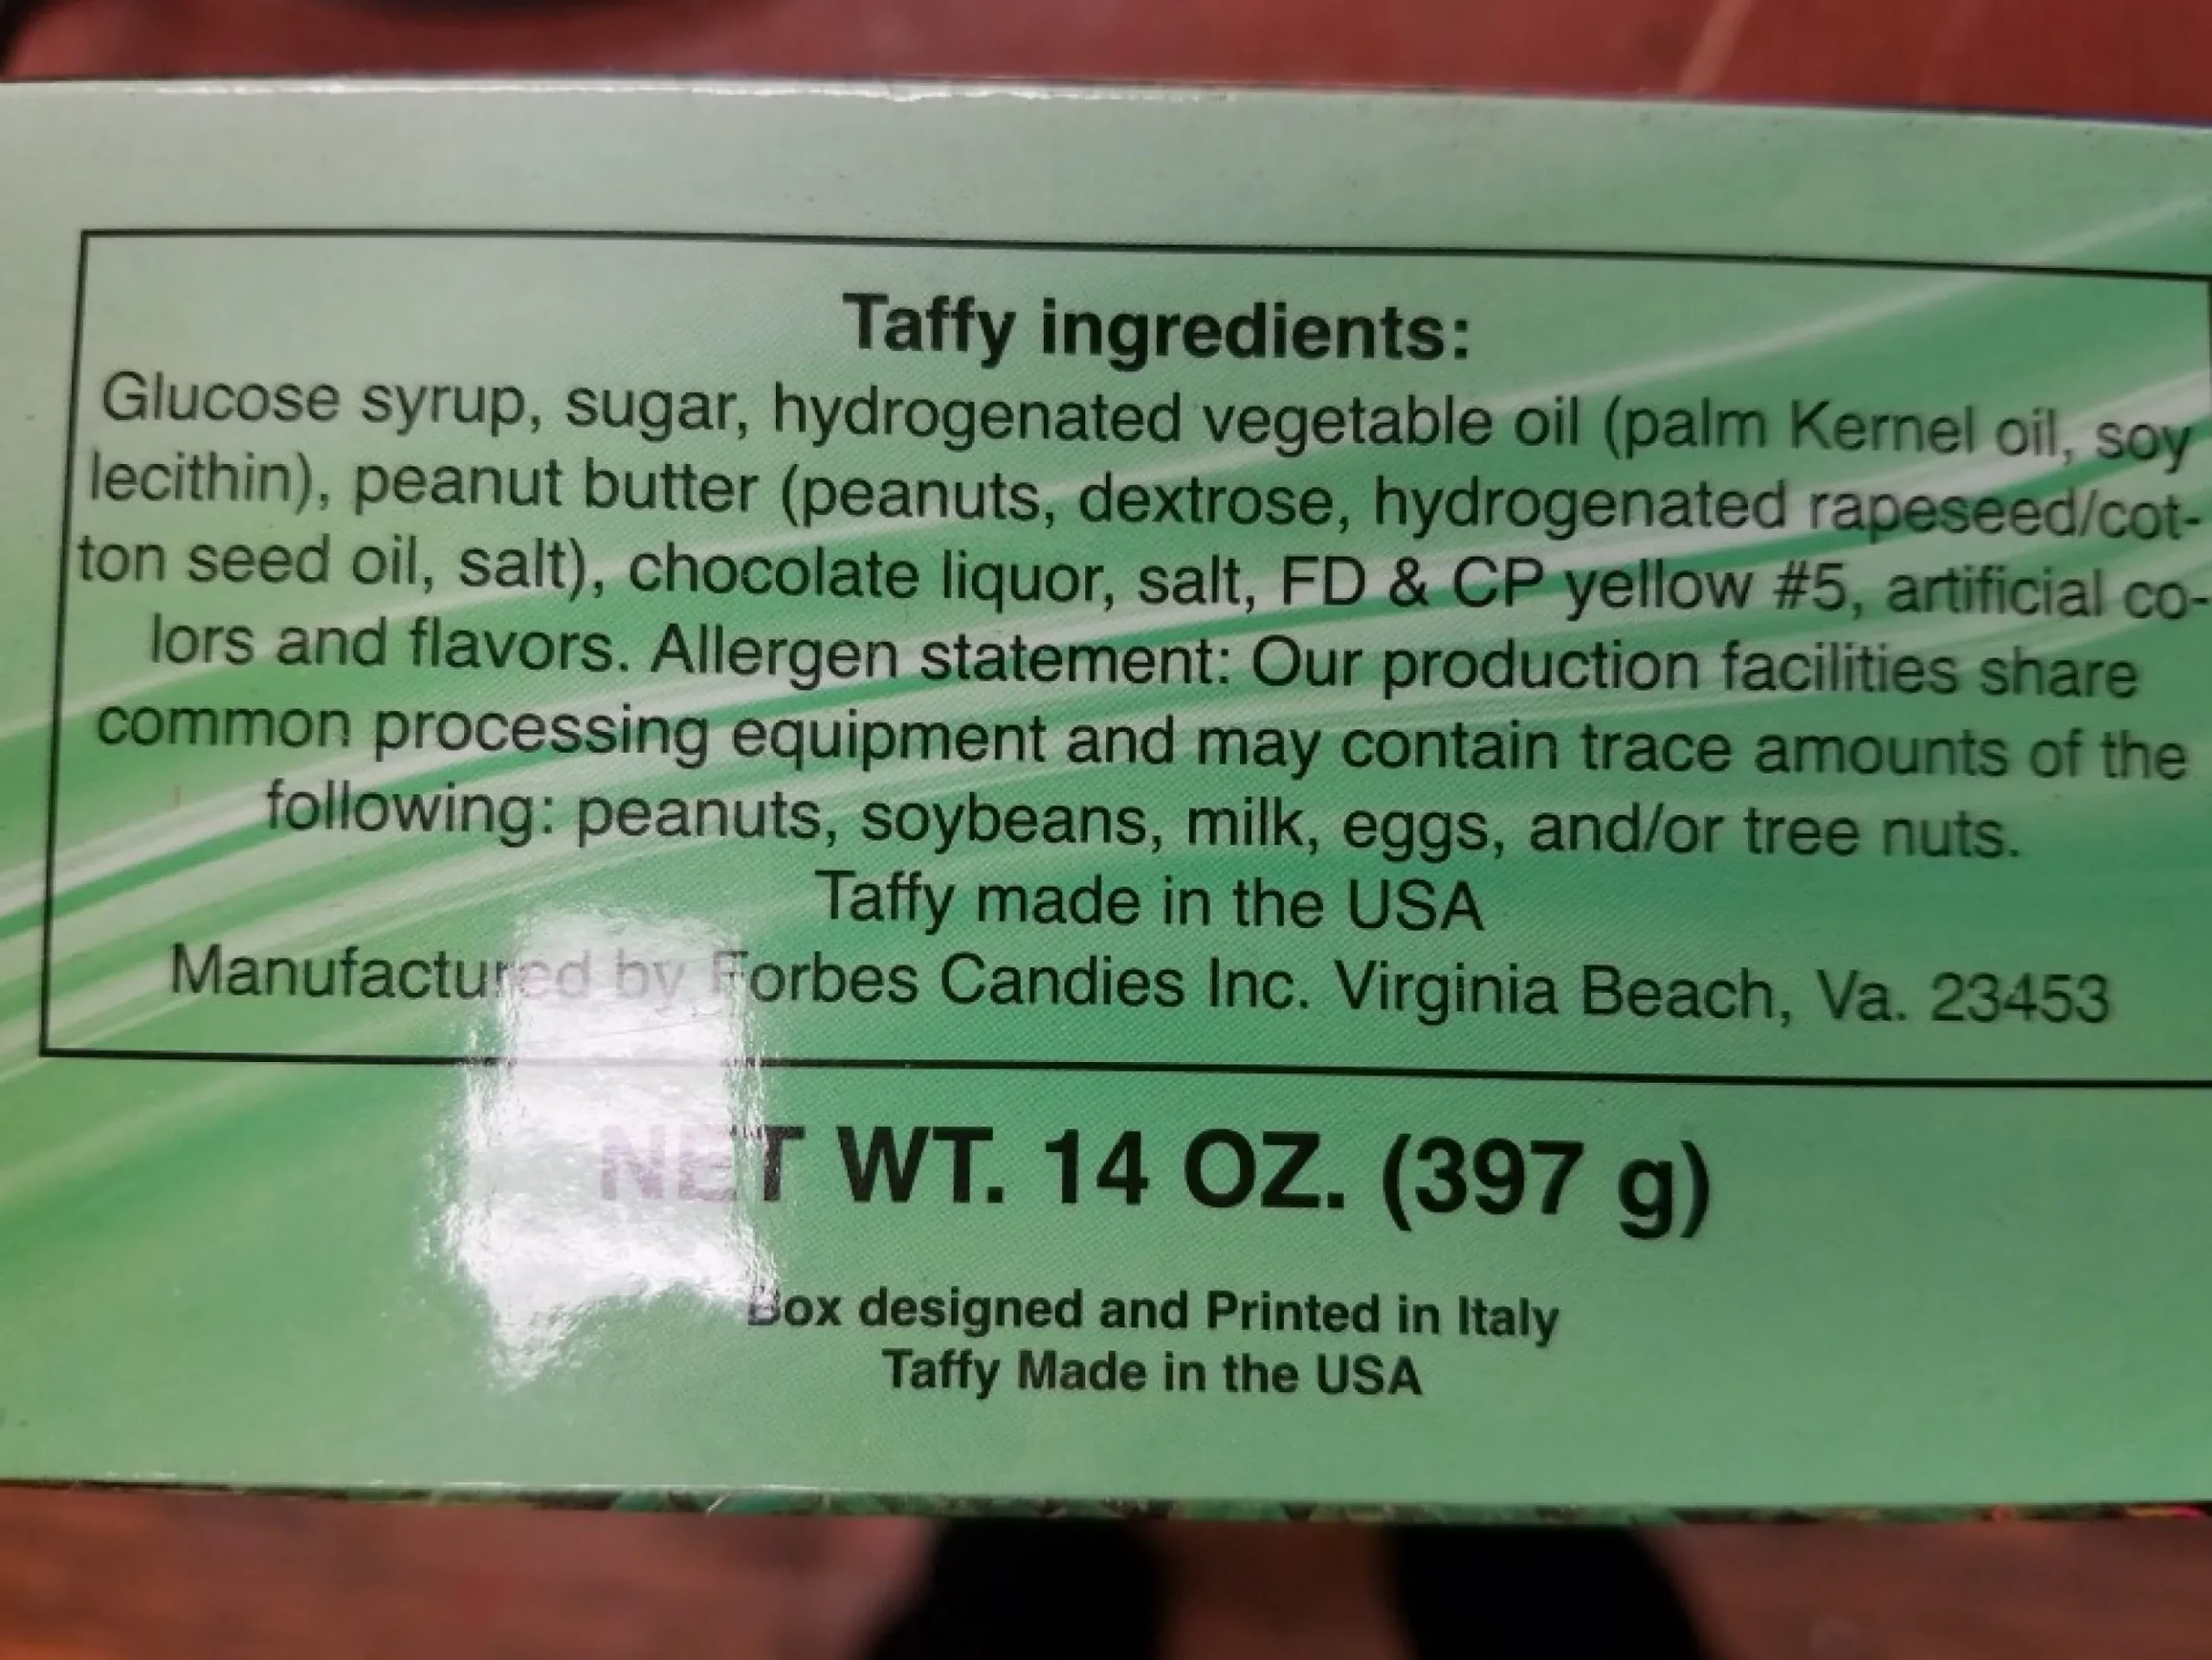 Taffy ingredients:
Glucose syrup, sugar, hydrogenated vegetable oil (palm Kernel oil, soy
lecithin), peanut butter (peanuts, dextrose, hydrogenated rapeseed/cot-
ton seed oil, salt), chocolate liquor, salt, FD & CP yellow #5, artificial co-
lors and flavors. Allergen statement: Our production facilities share
common processing equipment and may contain trace amounts of the
following: peanuts, soybeans, milk, eggs, and/or tree nuts.
Taffy made in the USA
Manufactured by Forbes Candies Inc. Virginia Beach, Va. 23453
NET WT. 14 OZ. (397 g)
Box designed and Printed in Italy
Taffy Made in the USA